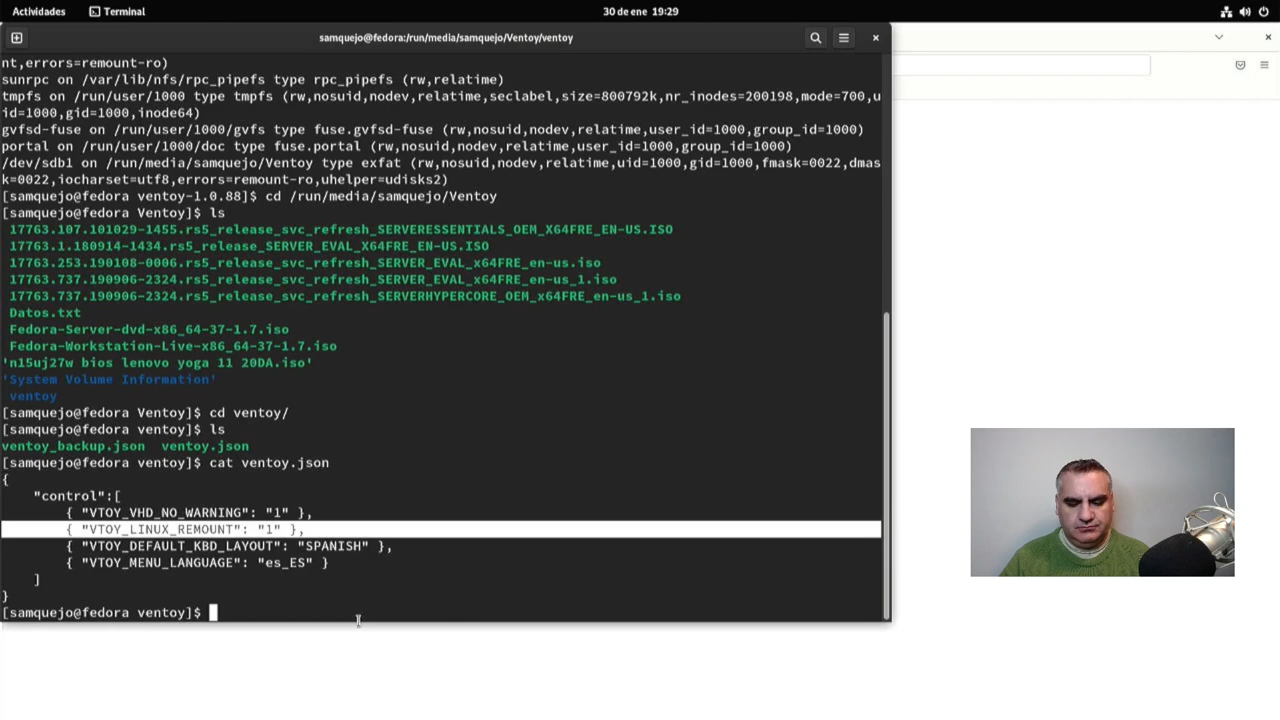 Actividades Terminal 30 de ene 19:29
samquejo@fedora:/run/media/samquejo/Ventoy/ventoy
nt,errors=remount-ro)
sunrpc on /var/lib/nfs/rpc_pipefs type rpc_pipefs (rw,relatime)
tmpfs on /run/user/1000 type tmpfs (rw,nosuid,nodev,relatime,seclabel,size=800792k,nr_inodes=200198,mode=700,u
id=1000,gid=1000,inode64)
gvfsd-fuse on /run/user/1000/gvfs type fuse.gvfsd-fuse (rw,nosuid,nodev,relatime,user_id=1000,group_id=1000)
portal on /run/user/1000/doc type fuse.portal (rw,nosuid,nodev,relatime,user_id=1000,group_id=1000)
/dev/sdb1 on /run/media/samquejo/Ventoy type exfat (rw,nosuid,nodev,relatime,uid=1000,gid=1000,fmask=0022,dmas
k=0022,iocharset=utf8,errors=remount-ro,uhelper=udisks2)
[samquejo@fedora ventoy-1.0.88]$ cd /run/media/samquejo/Ventoy
[samquejo@fedora Ventoy]$ ls
17763.107.101029-1455.rs5_release_svc_refresh_SERVERESSENTIALS_OEM_X64FRE_EN-US.ISO
17763.1.180914-1434.rs5_release_SERVER_EVAL_X64FRE_EN-US.ISO
17763.253.190108-0006.rs5_release_svc_refresh_SERVER_EVAL_x64FRE_en-us.iso
17763.737.190906-2324.rs5_release_svc_refresh_SERVER_EVAL_x64FRE_en-us_1.iso
17763.737.190906-2324.rs5_release_svc_refresh_SERVERHYPERCORE_OEM_x64FRE_en-us_1.iso
Datos.txt
Fedora-Server-dvd-x86_64-37-1.7.iso
Fedora-Workstation-Live-x86_64-37-1.7.iso
'n15uj27w bios lenovo yoga 11 20DA.iso'
'System Volume Information'
ventoy
[samquejo@fedora Ventoy]$ cd ventoy/
[samquejo@fedora ventoy]$ ls
ventoy_backup.json ventoy.json
[samquejo@fedora ventoy]$ cat ventoy.json
{
"control":[
{ "VTOY_VHD_NO_WARNING": "1" },
{ "VTOY_LINUX_REMOUNT": "1" },
{ "VTOY_DEFAULT_KBD_LAYOUT": "SPANISH" },
{ "VTOY_MENU_LANGUAGE": "es_ES" }
]
}
[samquejo@fedora ventoy]$